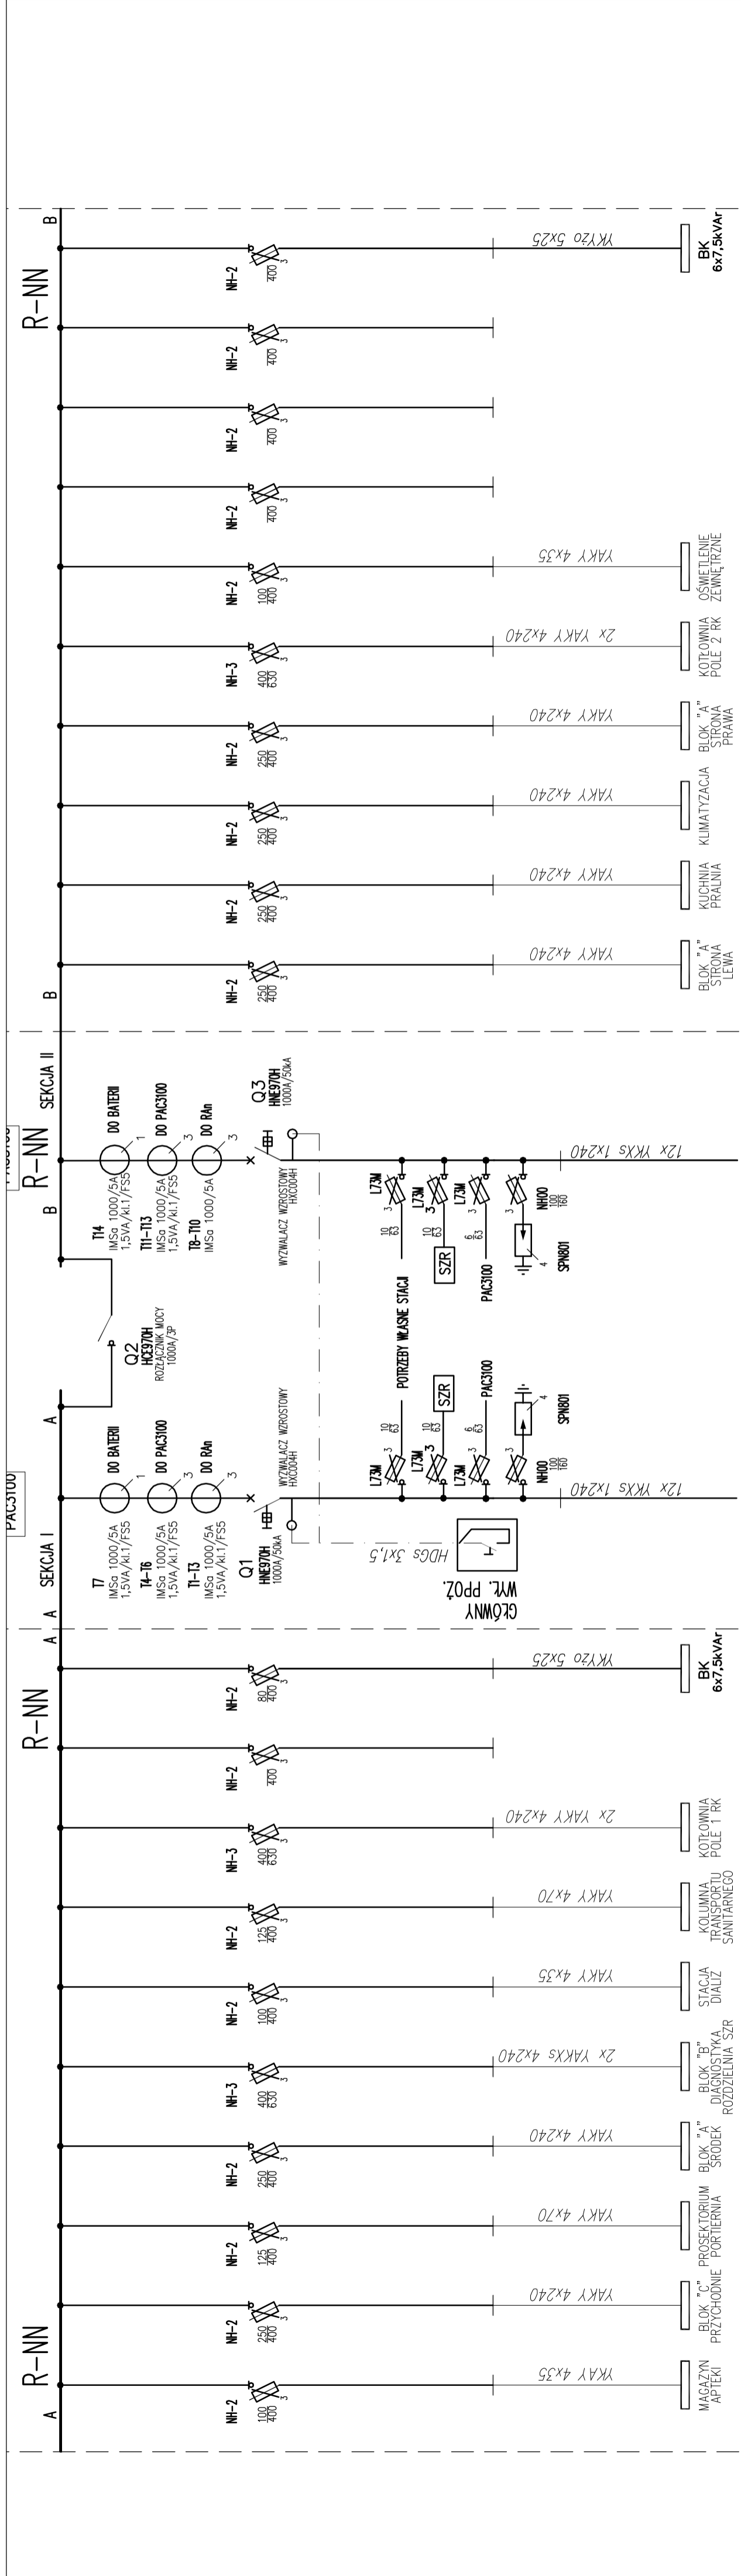 R-NN
A
NH-2
100
400
3
YKAY 4x35
MAGAZYN
APTEKI
NH-2
250
400
3
YAKY 4x240
BLOK "C"
PRZYCHODNIE
NH-2
125
400
3
YAKY 4x70
PROSEKTORIUM
PORTIERNIA
NH-2
250
400
3
YAKY 4x240
BLOK "A"
ŚRODEK
NH-3
400
630
3
2x YAKXs 4x240
BLOK "B"
DIAGNOSTYKA
ROZDZIELNIA SZR
NH-2
100
400
3
YAKY 4x35
STACJA
DIALIZ
NH-2
125
400
3
YAKY 4x70
KOLUMNA
TRANSPORTU
SANITARNEGO
NH-3
400
630
3
2x YAKY 4x240
KOTŁOWNIA
POLE 1 RK
NH-2
400
3
R-NN
NH-2
80
400
3
YKYżo 5x25
BK
6x7,5kVAr
A
A
SEKCJA I
PAC3100
T7
IMSa 1000/5A
1,5VA/kl.1/FS5
DO BATERII
1
T4-T6
IMSa 1000/5A
1,5VA/kl.1/FS5
DO PAC3100
3
T1-T3
IMSa 1000/5A
1,5VA/kl.1/FS5
DO RAn
3
Q1
HNE970H
1000A/50kA
WYZWALACZ WZROSTOWY
HXC004H
GŁÓWNY
WYŁ. PPOŻ.
HDGs 3x1,5
L73M
3
10
63
L73M
3
10
63
SZR
L73M
3
6
63
PAC3100
NH00
100
160
3
4
SPN801
12x YKXs 1x240
POTRZEBY WŁASNE STACJI
A
Q2
HCE970H
ROZŁĄCZNIK MOCY
1000A/3P
B
R-NN
SEKCJA II
T14
IMSa 1000/5A
1,5VA/kl.1/FS5
DO BATERII
1
T11-T13
IMSa 1000/5A
1,5VA/kl.1/FS5
DO PAC3100
3
T8-T10
IMSa 1000/5A
DO RAn
3
Q3
HNE970H
1000A/50kA
WYZWALACZ WZROSTOWY
HXC004H
L73M
3
10
63
L73M
3
10
63
SZR
L73M
3
6
63
PAC3100
NH00
100
160
3
4
SPN801
12x YKXs 1x240
B
NH-2
250
400
3
YAKY 4x240
BLOK "A"
STRONA
LEWA
NH-2
250
400
3
YAKY 4x240
KUCHNIA
PRALNIA
NH-2
250
400
3
YAKY 4x240
KLIMATYZACJA
NH-2
250
400
3
YAKY 4x240
BLOK "A"
STRONA
PRAWA
NH-3
400
630
3
2x YAKY 4x240
KOTŁOWNIA
POLE 2 RK
NH-2
100
400
3
YAKY 4x35
OŚWIETLENIE
ZEWNĘTRZNE
NH-2
400
3
NH-2
400
3
NH-2
400
3
R-NN
NH-2
400
3
YKYżo 5x25
BK
6x7,5kVAr
B